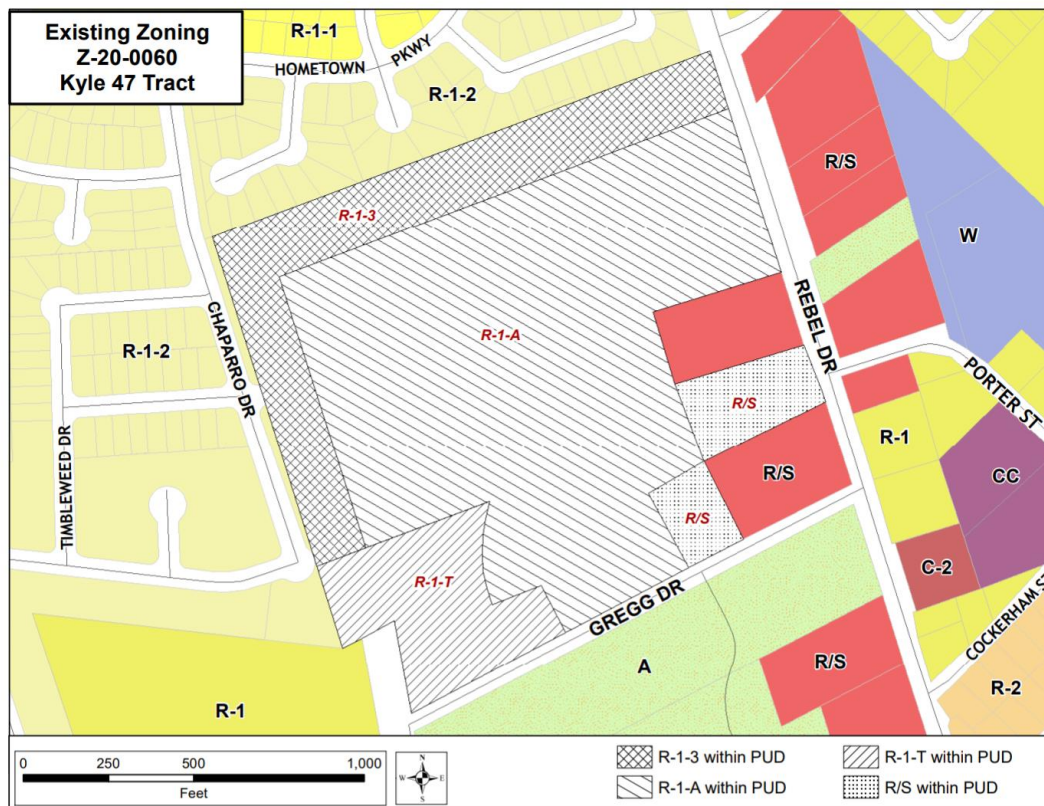 Existing Zoning
Z-20-0060
Kyle 47 Tract
R-1-1
HOMETOWN PKWY
R-1-2
R/S
R-1-3
W
R-1-A
REBEL DR
CHAPARRO DR
R-1-2
R/S
PORTER ST
R-1
TIMBLEWEED DR
R/S
CC
R/S
C-2
R-1-T
GREGG DR
COCKERHAM ST
A
R/S
R-2
R-1
0 250 500 1,000
Feet
N
W E
S
R-1-3 within PUD
R-1-A within PUD
R-1-T within PUD
R/S within PUD